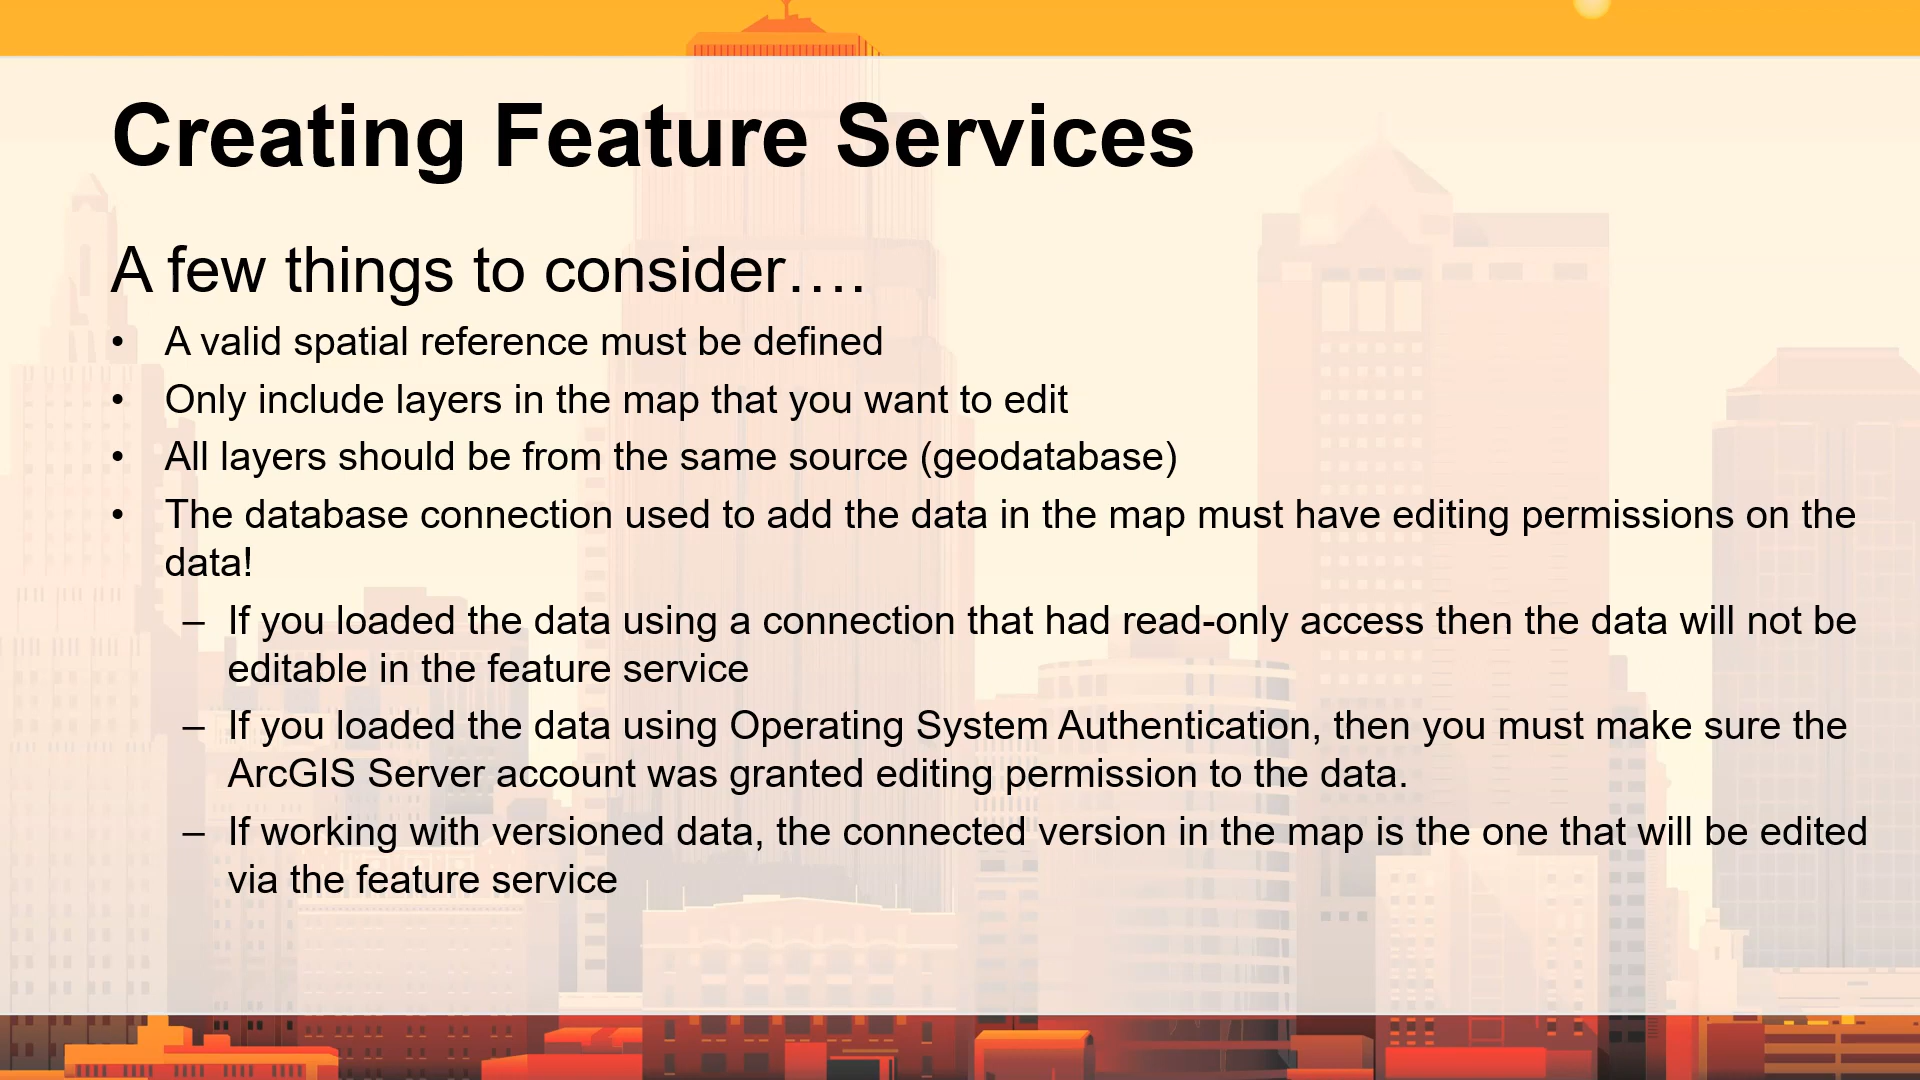 Creating Feature Services
A few things to consider….
• A valid spatial reference must be defined
• Only include layers in the map that you want to edit
• All layers should be from the same source (geodatabase)
• The database connection used to add the data in the map must have editing permissions on the
data!
– If you loaded the data using a connection that had read-only access then the data will not be
editable in the feature service
– If you loaded the data using Operating System Authentication, then you must make sure the
ArcGIS Server account was granted editing permission to the data.
– If working with versioned data, the connected version in the map is the one that will be edited
via the feature service